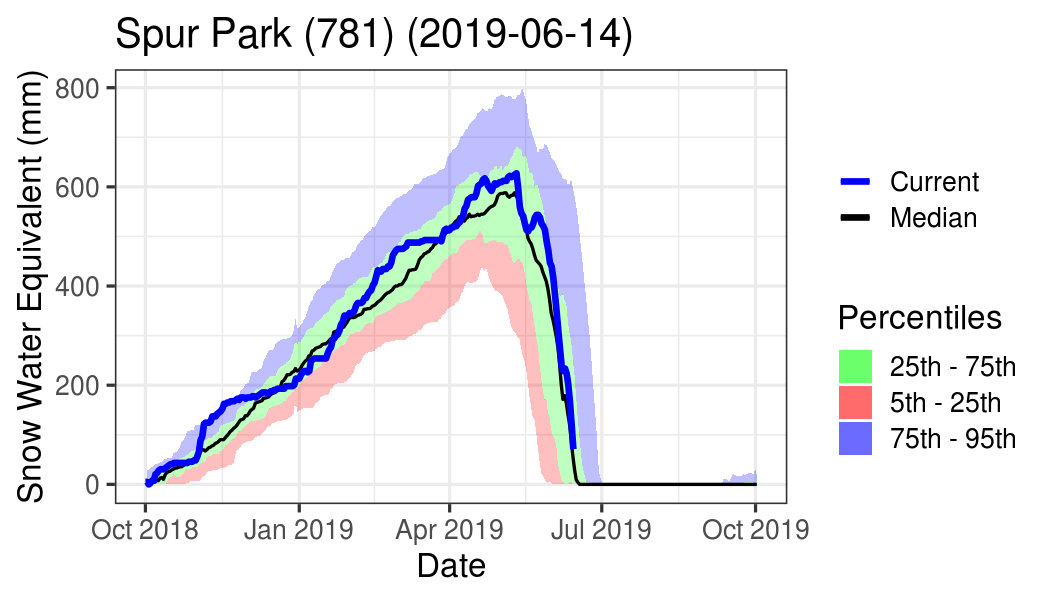 Spur Park (781) (2019-06-14)
Snow Water Equivalent (mm)
800
600
400
200
0
Oct 2018
Jan 2019
Apr 2019
Jul 2019
Oct 2019
Date
Current
Median
Percentiles
25th - 75th
5th - 25th
75th - 95th